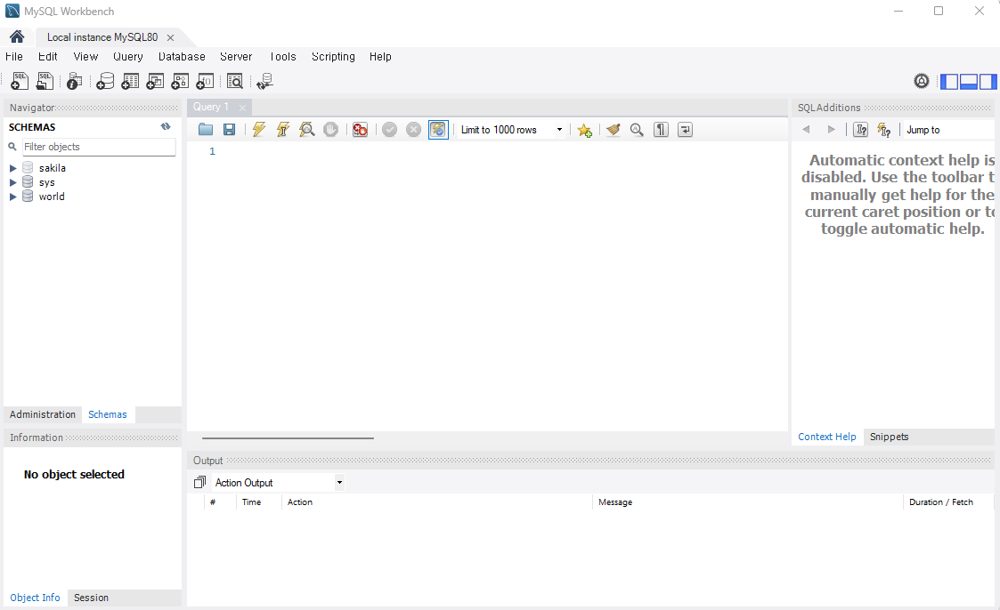 MySQL Workbench
Local instance MySQL80
File Edit View Query Database Server Tools Scripting Help
Navigator
SCHEMAS
Filter objects
sakila
sys
world
Administration Schemas
Information
No object selected
Object Info Session
Query 1
Limit to 1000 rows
1
Output
Action Output
# Time Action Message Duration / Fetch
SQLAdditions
Jump to
Automatic context help is
disabled. Use the toolbar t
manually get help for the
current caret position or to
toggle automatic help.
Context Help Snippets